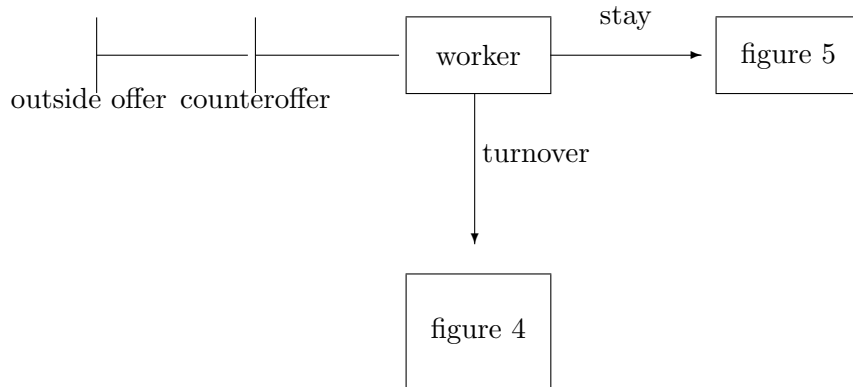 stay
worker
figure 5
outside offer
counteroffer
turnover
figure 4